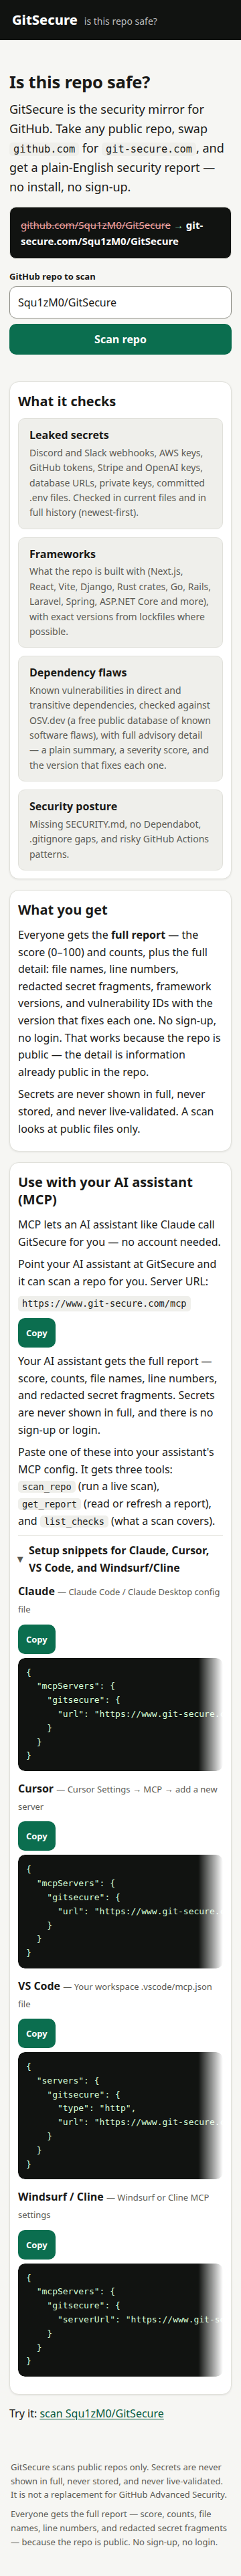 GitSecure is this repo safe?
Is this repo safe?
GitSecure is the security mirror for
GitHub. Take any public repo, swap
github.com for git-secure.com, and
get a plain-English security report —
no install, no sign-up.
github.com/Squ1zM0/GitSecure → git-
secure.com/Squ1zM0/GitSecure
GitHub repo to scan
Squ1zM0/GitSecure
Scan repo
What it checks
Leaked secrets
Discord and Slack webhooks, AWS keys,
GitHub tokens, Stripe and OpenAI keys,
database URLs, private keys, committed
.env files. Checked in current files and in
full history (newest-first).
Frameworks
What the repo is built with (Next.js,
React, Vite, Django, Rust crates, Go, Rails,
Laravel, Spring, ASP.NET Core and more),
with exact versions from lockfiles where
possible.
Dependency flaws
Known vulnerabilities in direct and
transitive dependencies, checked against
OSV.dev (a free public database of known
software flaws), with full advisory detail
— a plain summary, a severity score, and
the version that fixes each one.
Security posture
Missing SECURITY.md, no Dependabot,
.gitignore gaps, and risky GitHub Actions
patterns.
What you get
Everyone gets the full report — the
score (0–100) and counts, plus the full
detail: file names, line numbers,
redacted secret fragments, framework
versions, and vulnerability IDs with the
version that fixes each one. No sign-up,
no login. That works because the repo is
public — the detail is information
already public in the repo.
Secrets are never shown in full, never
stored, and never live-validated. A scan
looks at public files only.
Use with your AI assistant
(MCP)
MCP lets an AI assistant like Claude call
GitSecure for you — no account needed.
Point your AI assistant at GitSecure and
it can scan a repo for you. Server URL:
https://www.git-secure.com/mcp
Copy
Your AI assistant gets the full report —
score, counts, file names, line numbers,
and redacted secret fragments. Secrets
are never shown in full, and there is no
sign-up or login.
Paste one of these into your assistant's
MCP config. It gets three tools:
scan_repo (run a live scan),
get_report (read or refresh a report),
and list_checks (what a scan covers).
▼ Setup snippets for Claude, Cursor,
VS Code, and Windsurf/Cline
Claude — Claude Code / Claude Desktop config
file
Copy
{
"mcpServers": {
"gitsecure": {
"url": "https://www.git-secure.
}
}
}
Cursor — Cursor Settings → MCP → add a new
server
Copy
{
"mcpServers": {
"gitsecure": {
"url": "https://www.git-secure.
}
}
}
VS Code — Your workspace .vscode/mcp.json
file
Copy
{
"servers": {
"gitsecure": {
"type": "http",
"url": "https://www.git-secure.
}
}
}
Windsurf / Cline — Windsurf or Cline MCP
settings
Copy
{
"mcpServers": {
"gitsecure": {
"serverUrl": "https://www.git-s
}
}
}
Try it: scan Squ1zM0/GitSecure
GitSecure scans public repos only. Secrets are never
shown in full, never stored, and never live-validated.
It is not a replacement for GitHub Advanced Security.
Everyone gets the full report — score, counts, file
names, line numbers, and redacted secret fragments
— because the repo is public. No sign-up, no login.